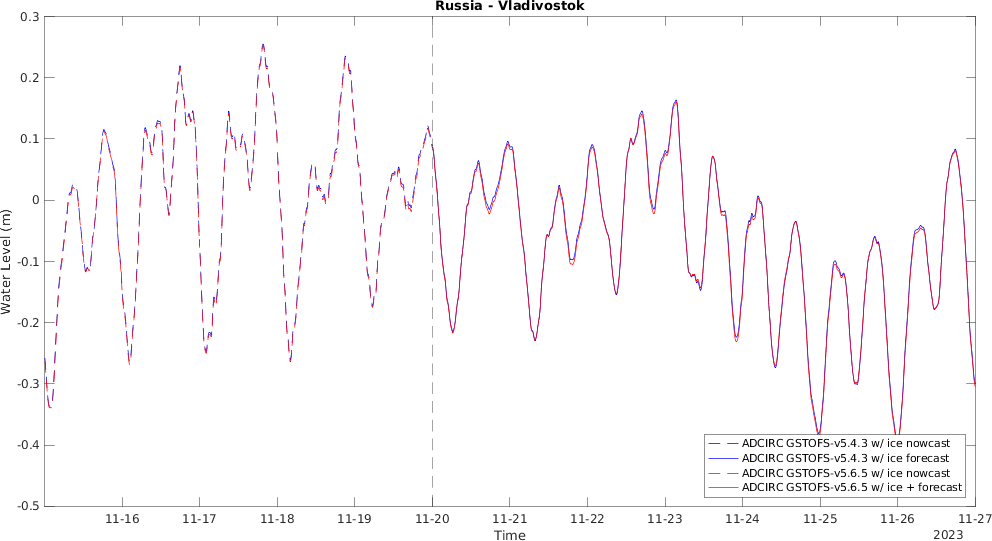 Russia - Vladivostok
0.3
0.2
0.1
0
-0.1
-0.2
-0.3
-0.4
-0.5
Water Level (m)
ADCIRC GSTOFS-v5.4.3 w/ ice nowcast
ADCIRC GSTOFS-v5.4.3 w/ ice forecast
ADCIRC GSTOFS-v5.6.5 w/ ice nowcast
ADCIRC GSTOFS-v5.6.5 w/ ice + forecast
11-16 11-17 11-18 11-19 11-20 11-21 11-22 11-23 11-24 11-25 11-26 11-27
Time
2023